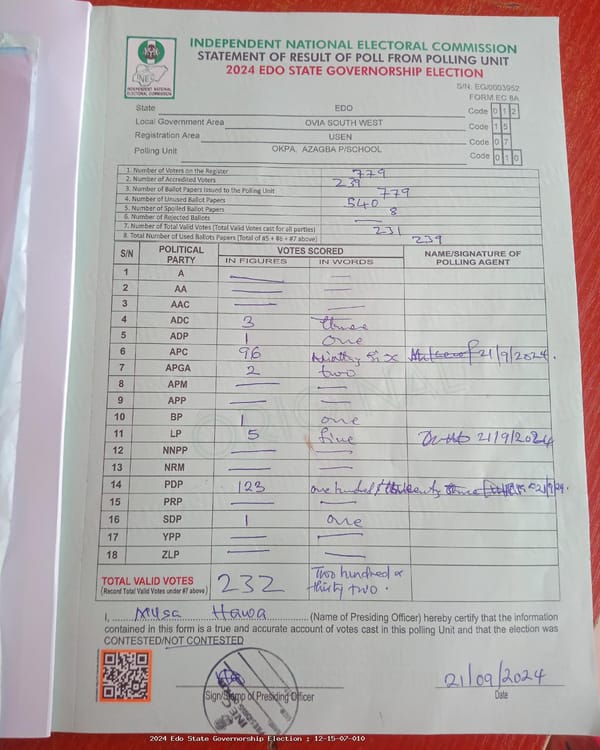 INDEPENDENT NATIONAL ELECTORAL COMMISSION
STATEMENT OF RESULT OF POLL FROM POLLING UNIT
2024 EDO STATE GOVERNORSHIP ELECTION
INEC
INDEPENDENT NATIONAL ELECTORAL COMMISSION
S/N: EG/0003952
FORM EC 8A
State EDO Code 0 1 2
Local Government Area OVIA SOUTH WEST Code 1 5
Registration Area USEN Code 0 7
Polling Unit OKPA, AZAGBA P/SCHOOL Code 0 1 0
1. Number of Voters on the Register 779
2. Number of Accredited Voters 239
3. Number of Ballot Papers Issued to the Polling Unit 779
4. Number of Unused Ballot Papers 540
5. Number of Spoiled Ballot Papers 8
6. Number of Rejected Ballots —
7. Number of Total Valid Votes (Total Valid Votes cast for all parties) 231
8. Total Number of Used Ballots Papers (Total of #5 + #6 + #7 above) 239
S/N POLITICAL PARTY VOTES SCORED NAME/SIGNATURE OF POLLING AGENT
IN FIGURES IN WORDS
1 A — —
2 AA — —
3 AAC — —
4 ADC 3 three
5 ADP 1 one
6 APC 96 six 21/9/2024.
7 APGA 2 two
8 APM — —
9 APP — —
10 BP 1 one
11 LP 5 five 21/9/2024
12 NNPP — —
13 NRM — —
14 PDP 123 one hundred 21/9/24.
15 PRP — —
16 SDP 1 one
17 YPP — —
18 ZLP — —
TOTAL VALID VOTES 232 Two hundred &
(Record Total Valid Votes under #7 above) thirty two.
I, Musa Hawa (Name of Presiding Officer) hereby certify that the information
contained in this form is a true and accurate account of votes cast in this polling Unit and that the election was
CONTESTED/NOT CONTESTED
21/09/2024
Sign/Stamp of Presiding Officer Date
INEC
2024 Edo State Governorship Election : 12-15-07-010